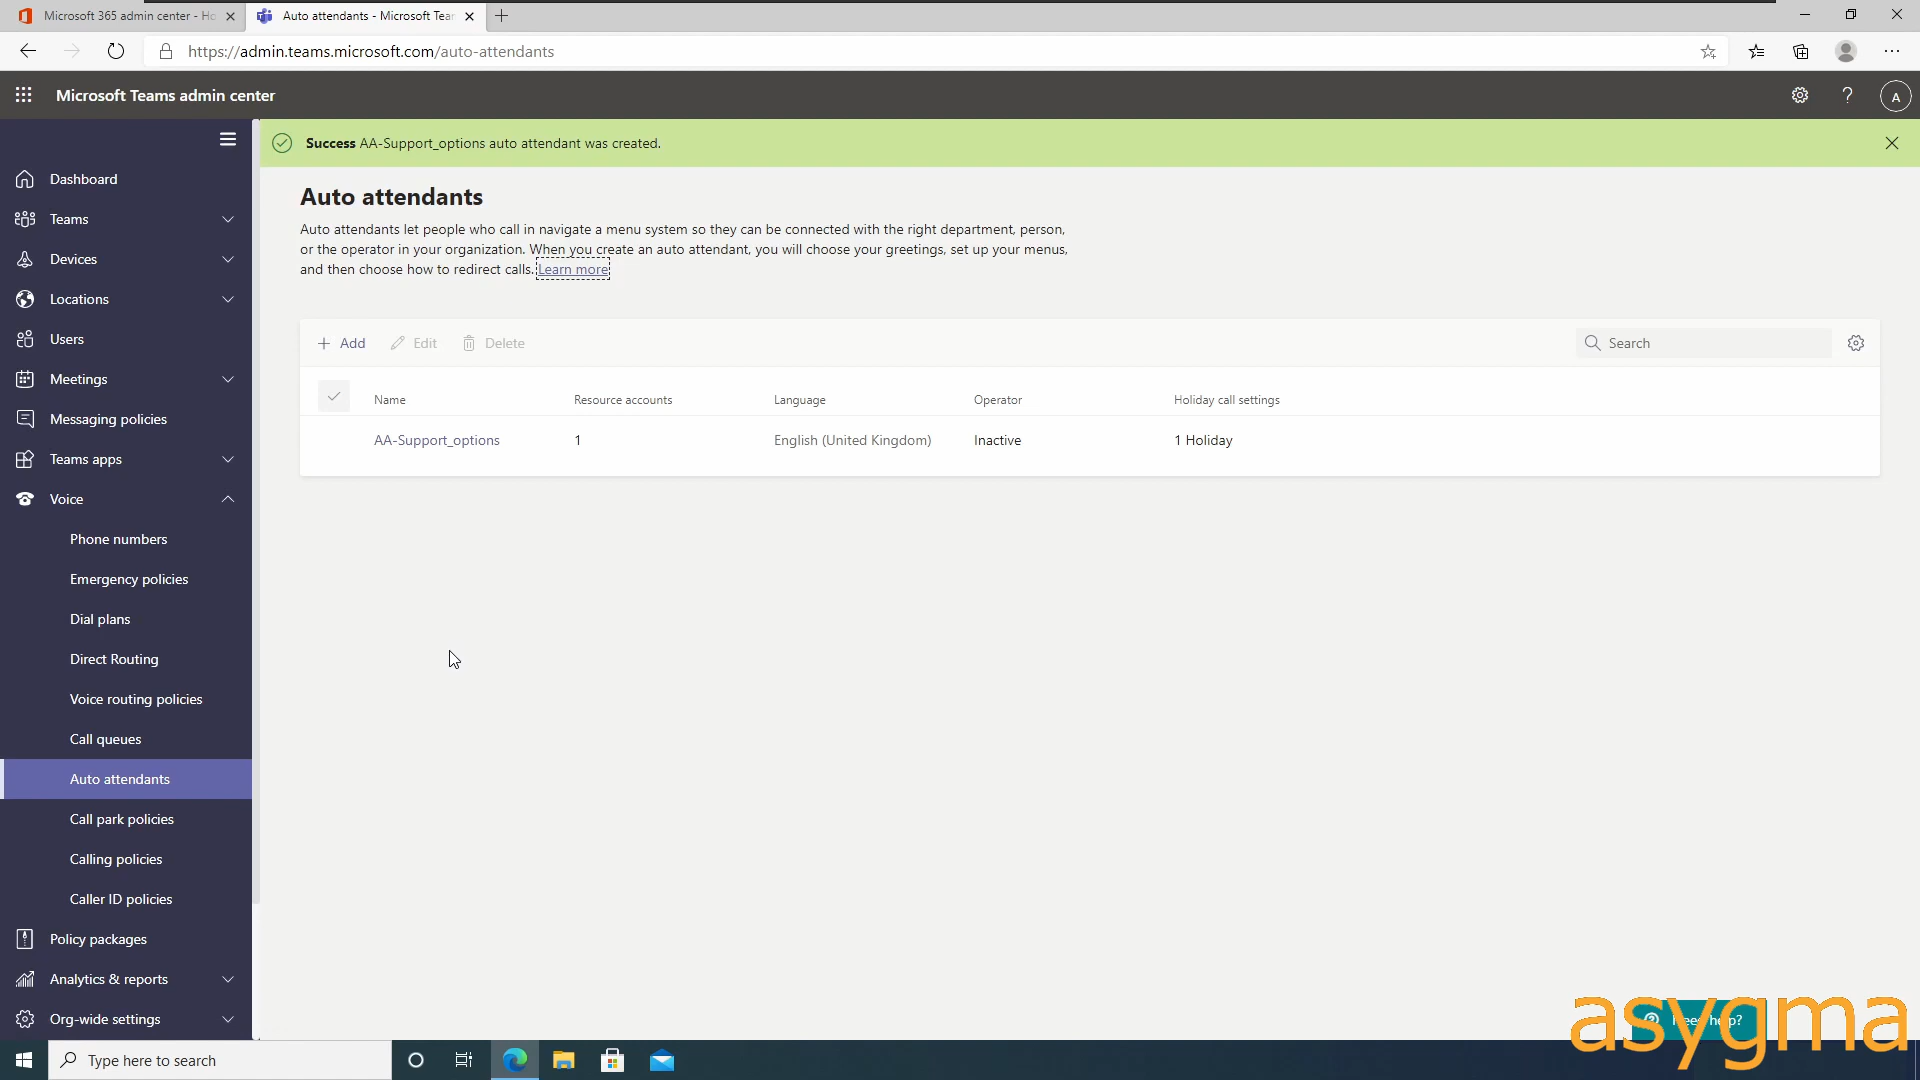 Microsoft 365 admin center - Ho
Auto attendants - Microsoft Tear
https://admin.teams.microsoft.com/auto-attendants
Microsoft Teams admin center
A
Success AA-Support_options auto attendant was created.
Dashboard
Teams
Devices
Locations
Users
Meetings
Messaging policies
Teams apps
Voice
Phone numbers
Emergency policies
Dial plans
Direct Routing
Voice routing policies
Call queues
Auto attendants
Call park policies
Calling policies
Caller ID policies
Policy packages
Analytics & reports
Org-wide settings
Auto attendants
Auto attendants let people who call in navigate a menu system so they can be connected with the right department, person,
or the operator in your organization. When you create an auto attendant, you will choose your greetings, set up your menus,
and then choose how to redirect calls. Learn more
Add Edit Delete Search
Name Resource accounts Language Operator Holiday call settings
AA-Support_options 1 English (United Kingdom) Inactive 1 Holiday
Need help?
asygma
Type here to search